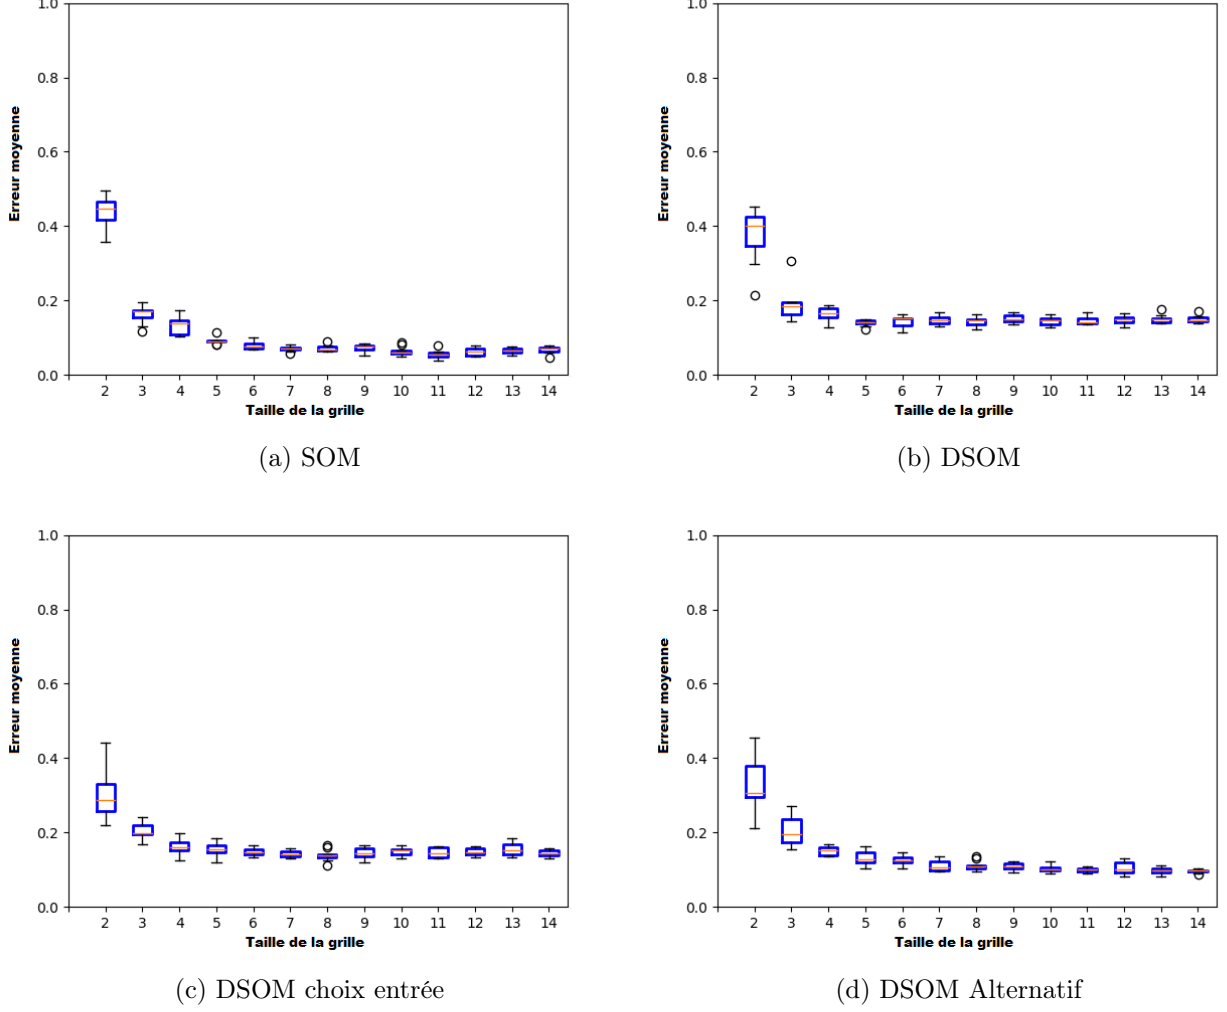 1.0
0.8
0.6
0.4
0.2
0.0
Erreur moyenne
2 3 4 5 6 7 8 9 10 11 12 13 14
Taille de la grille
(a) SOM
1.0
0.8
0.6
0.4
0.2
0.0
Erreur moyenne
2 3 4 5 6 7 8 9 10 11 12 13 14
Taille de la grille
(b) DSOM
1.0
0.8
0.6
0.4
0.2
0.0
Erreur moyenne
2 3 4 5 6 7 8 9 10 11 12 13 14
Taille de la grille
(c) DSOM choix entrée
1.0
0.8
0.6
0.4
0.2
0.0
Erreur moyenne
2 3 4 5 6 7 8 9 10 11 12 13 14
Taille de la grille
(d) DSOM Alternatif